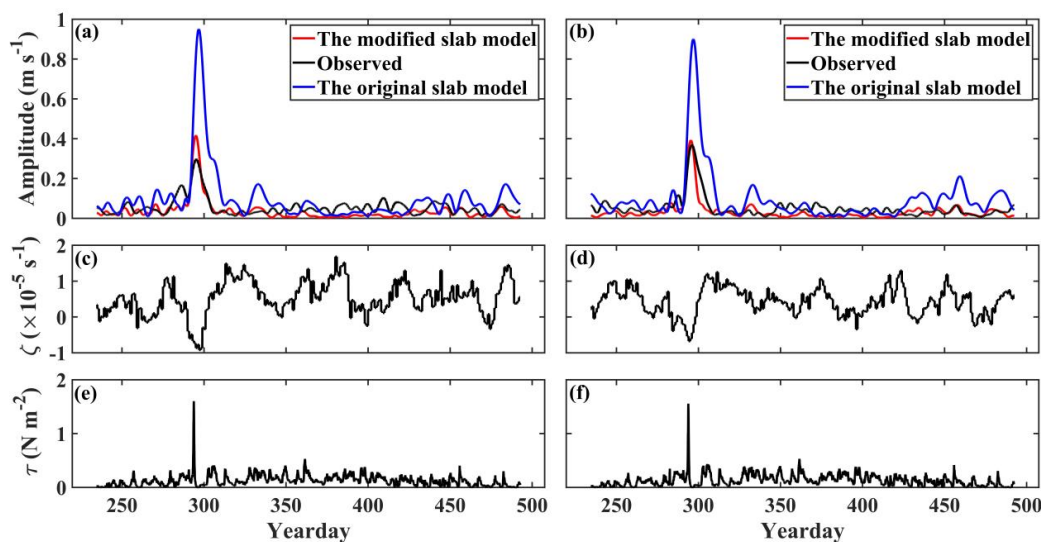 (a)
The modified slab model
Observed
The original slab model
Amplitude (m s⁻¹)
1
0.8
0.6
0.4
0.2
0
(b)
The modified slab model
Observed
The original slab model
(c)
ζ (×10⁻⁵ s⁻¹)
2
1
0
-1
(d)
(e)
τ (N m⁻²)
2
1
0
250 300 350 400 450 500
Yearday
(f)
250 300 350 400 450 500
Yearday